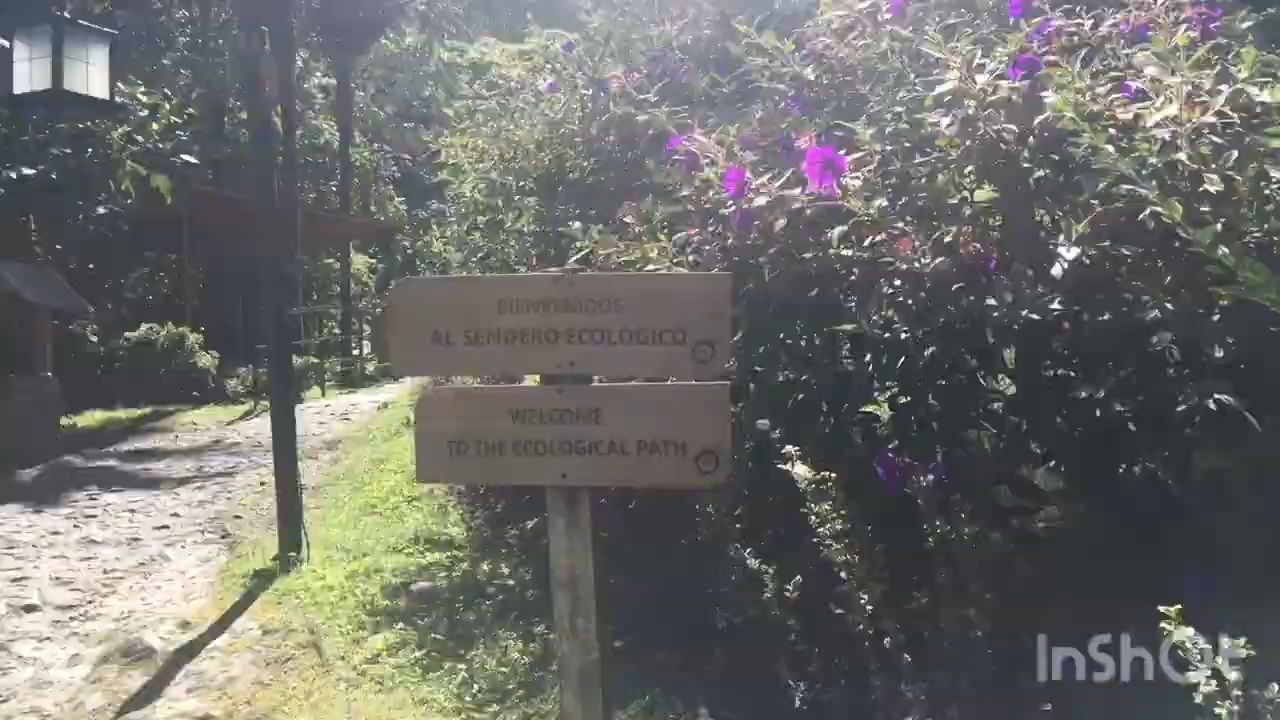 BIENVENIDOS
AL SENDERO ECOLOGICO
WELCOME
TO THE ECOLOGICAL PATH
InShOt